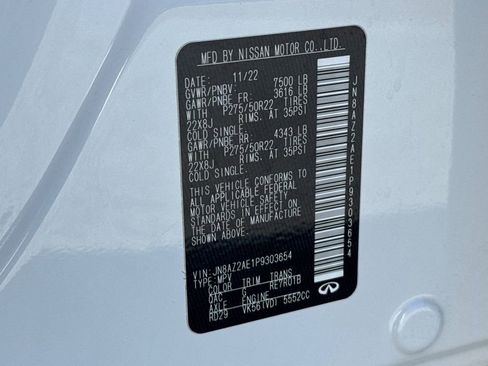 MFD BY NISSAN MOTOR CO.,LTD.
DATE: 11/22
GVWR/PNBV: 7500 LB
GAWR/PNBE FR: 3616 LB
WITH P275/50R22 TIRES
22X8J RIMS. AT 35PSI
COLD SINGLE.
GAWR/PNBE RR: 4343 LB
WITH P275/50R22 TIRES
22X8J RIMS. AT 35PSI
COLD SINGLE.
THIS VEHICLE CONFORMS TO
ALL APPLICABLE FEDERAL
MOTOR VEHICLE SAFETY
STANDARDS IN EFFECT ON
THE DATE OF MANUFACTURE
SHOWN ABOVE.
VIN: JN8AZ2AE1P9303654
TYPE: MPV
COLOR TRIM TRANS
QAC G RE7R01B
AXLE ENGINE
RD29 VK56(VD) 5552CC
JN8AZ2AE1P9303654
INFINITI